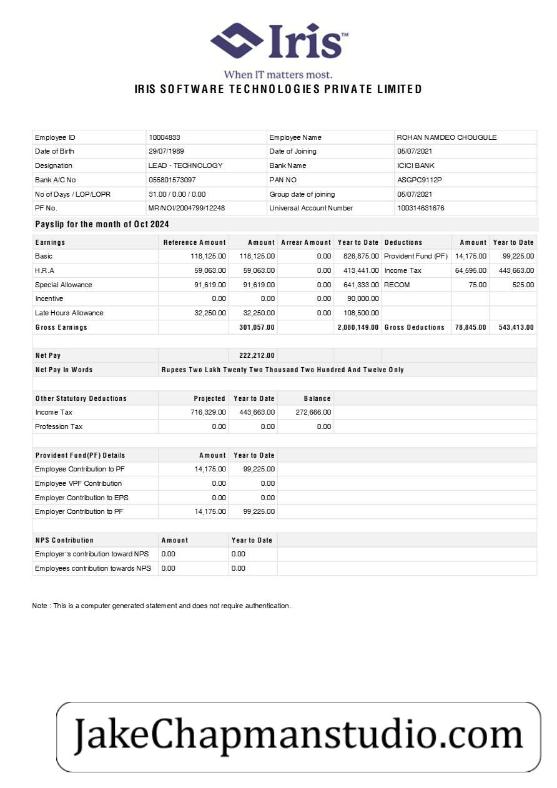 Iris™
When IT matters most.
IRIS SOFTWARE TECHNOLOGIES PRIVATE LIMITED
Employee ID 10004833 Employee Name ROHAN NAMDEO CHOUGULE
Date of Birth 29/07/1989 Date of Joining 05/07/2021
Designation LEAD - TECHNOLOGY Bank Name ICICI BANK
Bank A/C No 055801573097 PAN NO ASGPC9112P
No of Days / LOP/LOPR 31.00 / 0.00 / 0.00 Group date of joining 05/07/2021
PF No. MR/NOI/2004799/12248 Universal Account Number 100314631676
Payslip for the month of Oct 2024
Earnings Reference Amount Amount Arrear Amount Year to Date Deductions Amount Year to Date
Basic 118,125.00 118,125.00 0.00 826,875.00 Provident Fund (PF) 14,175.00 99,225.00
H.R.A 59,063.00 59,063.00 0.00 413,441.00 Income Tax 64,595.00 443,663.00
Special Allowance 91,619.00 91,619.00 0.00 641,333.00 RECOM 75.00 525.00
Incentive 0.00 0.00 0.00 90,000.00
Late Hours Allowance 32,250.00 32,250.00 0.00 108,500.00
Gross Earnings 301,057.00 2,080,149.00 Gross Deductions 78,845.00 543,413.00
Net Pay 222,212.00
Net Pay In Words Rupees Two Lakh Twenty Two Thousand Two Hundred And Twelve Only
Other Statutory Deductions Projected Year to Date Balance
Income Tax 716,329.00 443,663.00 272,666.00
Profession Tax 0.00 0.00 0.00
Provident Fund(PF) Details Amount Year to Date
Employee Contribution to PF 14,175.00 99,225.00
Employee VPF Contribution 0.00 0.00
Employer Contribution to EPS 0.00 0.00
Employer Contribution to PF 14,175.00 99,225.00
NPS Contribution Amount Year to Date
Employer's contribution toward NPS 0.00 0.00
Employees contribution towards NPS 0.00 0.00
Note : This is a computer generated statement and does not require authentication.
JakeChapmanstudio.com